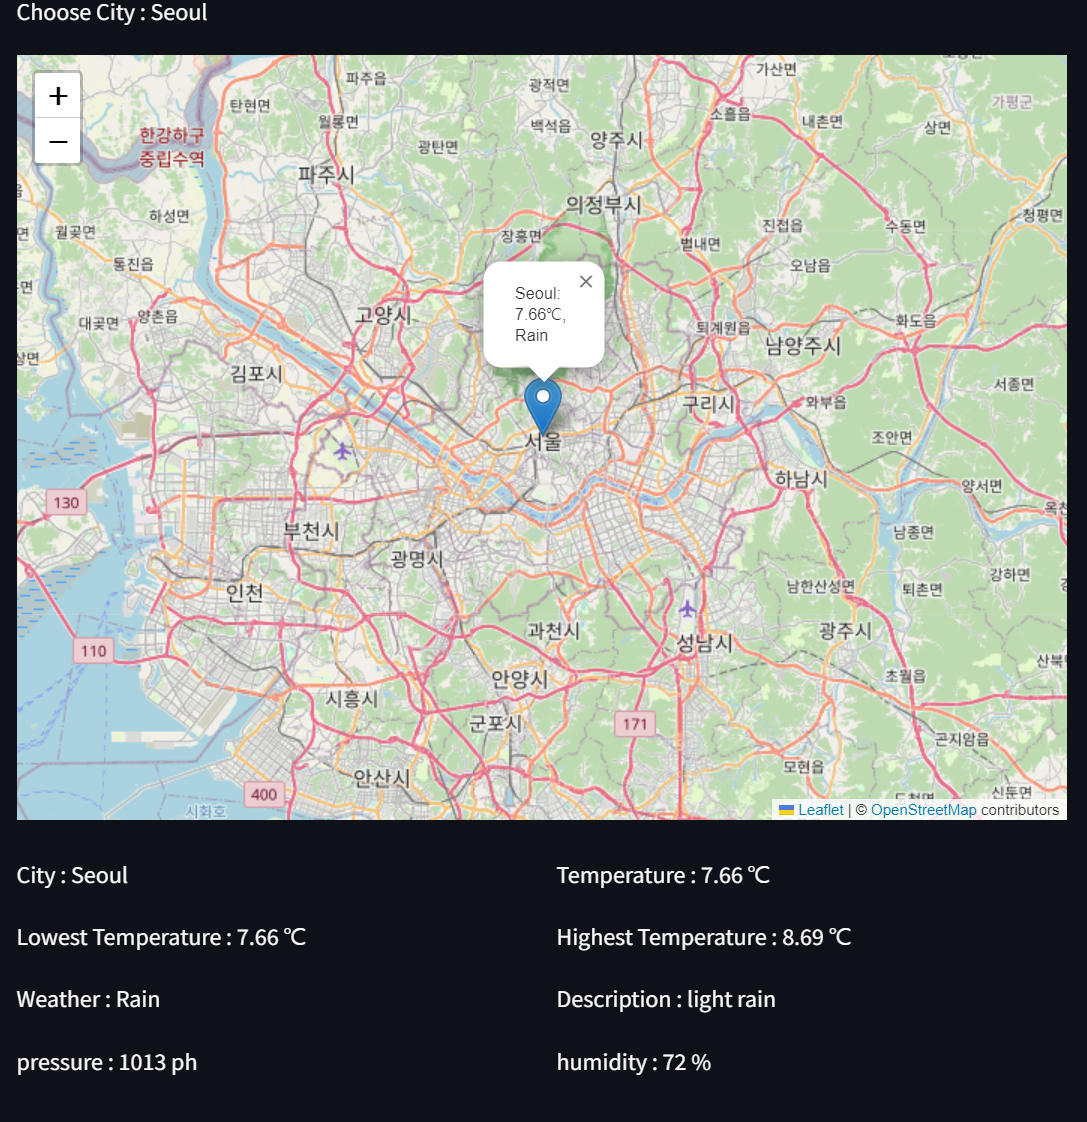 Choose City : Seoul
+
−
파주읍
광적면
가산면
탄현면
월롱면
백석읍
소흘읍
내촌면
상면
가평군
한강하구
중립수역
광탄면
양주시
파주시
하성면
의정부시
월곶면
장흥면
벌내면
진접읍
수동면
청평면
통진읍
오남읍
Seoul:
7.66℃,
Rain
×
대곶면
양촌읍
고양시
퇴계원읍
화도읍
남양주시
김포시
서종면
구리시
와부읍
서울
조안면
하남시
양서면
130
부천시
광명시
남종면
인천
남한산성면
퇴촌면
강하면
과천시
성남시
광주시
110
안양시
초월읍
시흥시
군포시
171
곤지암읍
안산시
모현읍
400
시화호
신둔면
Leaflet | © OpenStreetMap contributors
City : Seoul
Temperature : 7.66 ℃
Lowest Temperature : 7.66 ℃
Highest Temperature : 8.69 ℃
Weather : Rain
Description : light rain
pressure : 1013 ph
humidity : 72 %